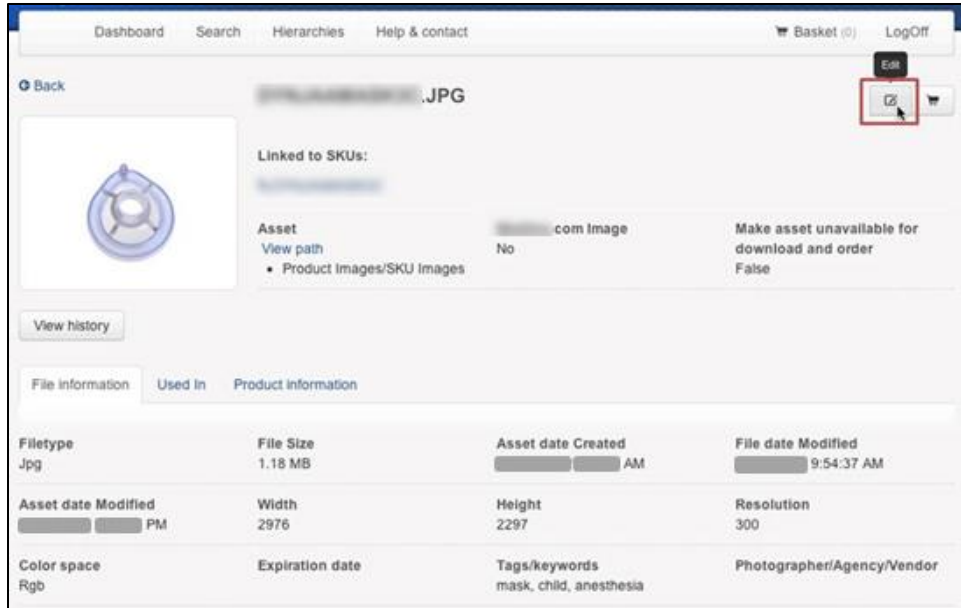 Dashboard Search Hierarchies Help & contact Basket (0) LogOff
Edit
Back
.JPG
Linked to SKUs:
Asset
View path
• Product Images/SKU Images
com Image
No
Make asset unavailable for
download and order
False
View history
File information Used In Product information
Filetype
Jpg
File Size
1.18 MB
Asset date Created
AM
File date Modified
9:54:37 AM
Asset date Modified
PM
Width
2976
Height
2297
Resolution
300
Color space
Rgb
Expiration date
Tags/keywords
mask, child, anesthesia
Photographer/Agency/Vendor